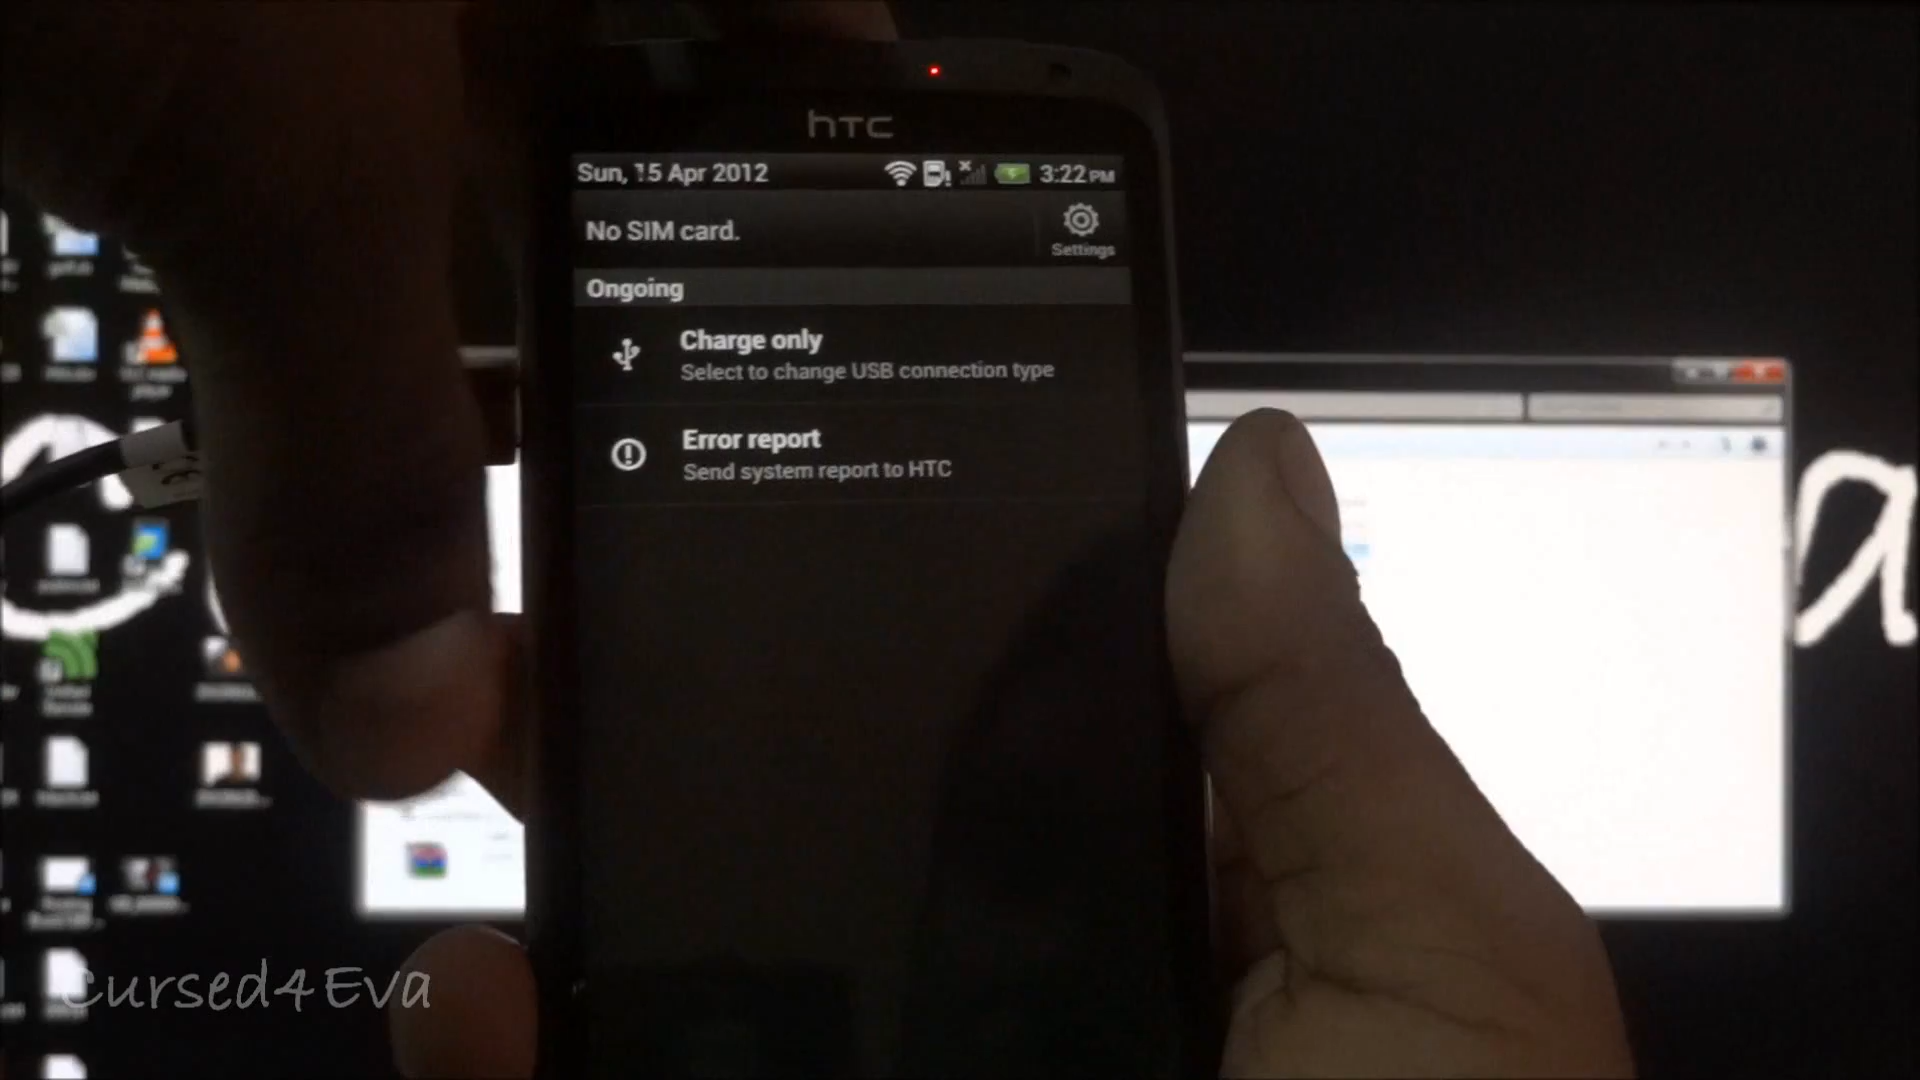 hTC
Sun, 15 Apr 2012 3:22 PM
No SIM card.
Settings
Ongoing
Charge only
Select to change USB connection type
Error report
Send system report to HTC
a
Cursed4Eva